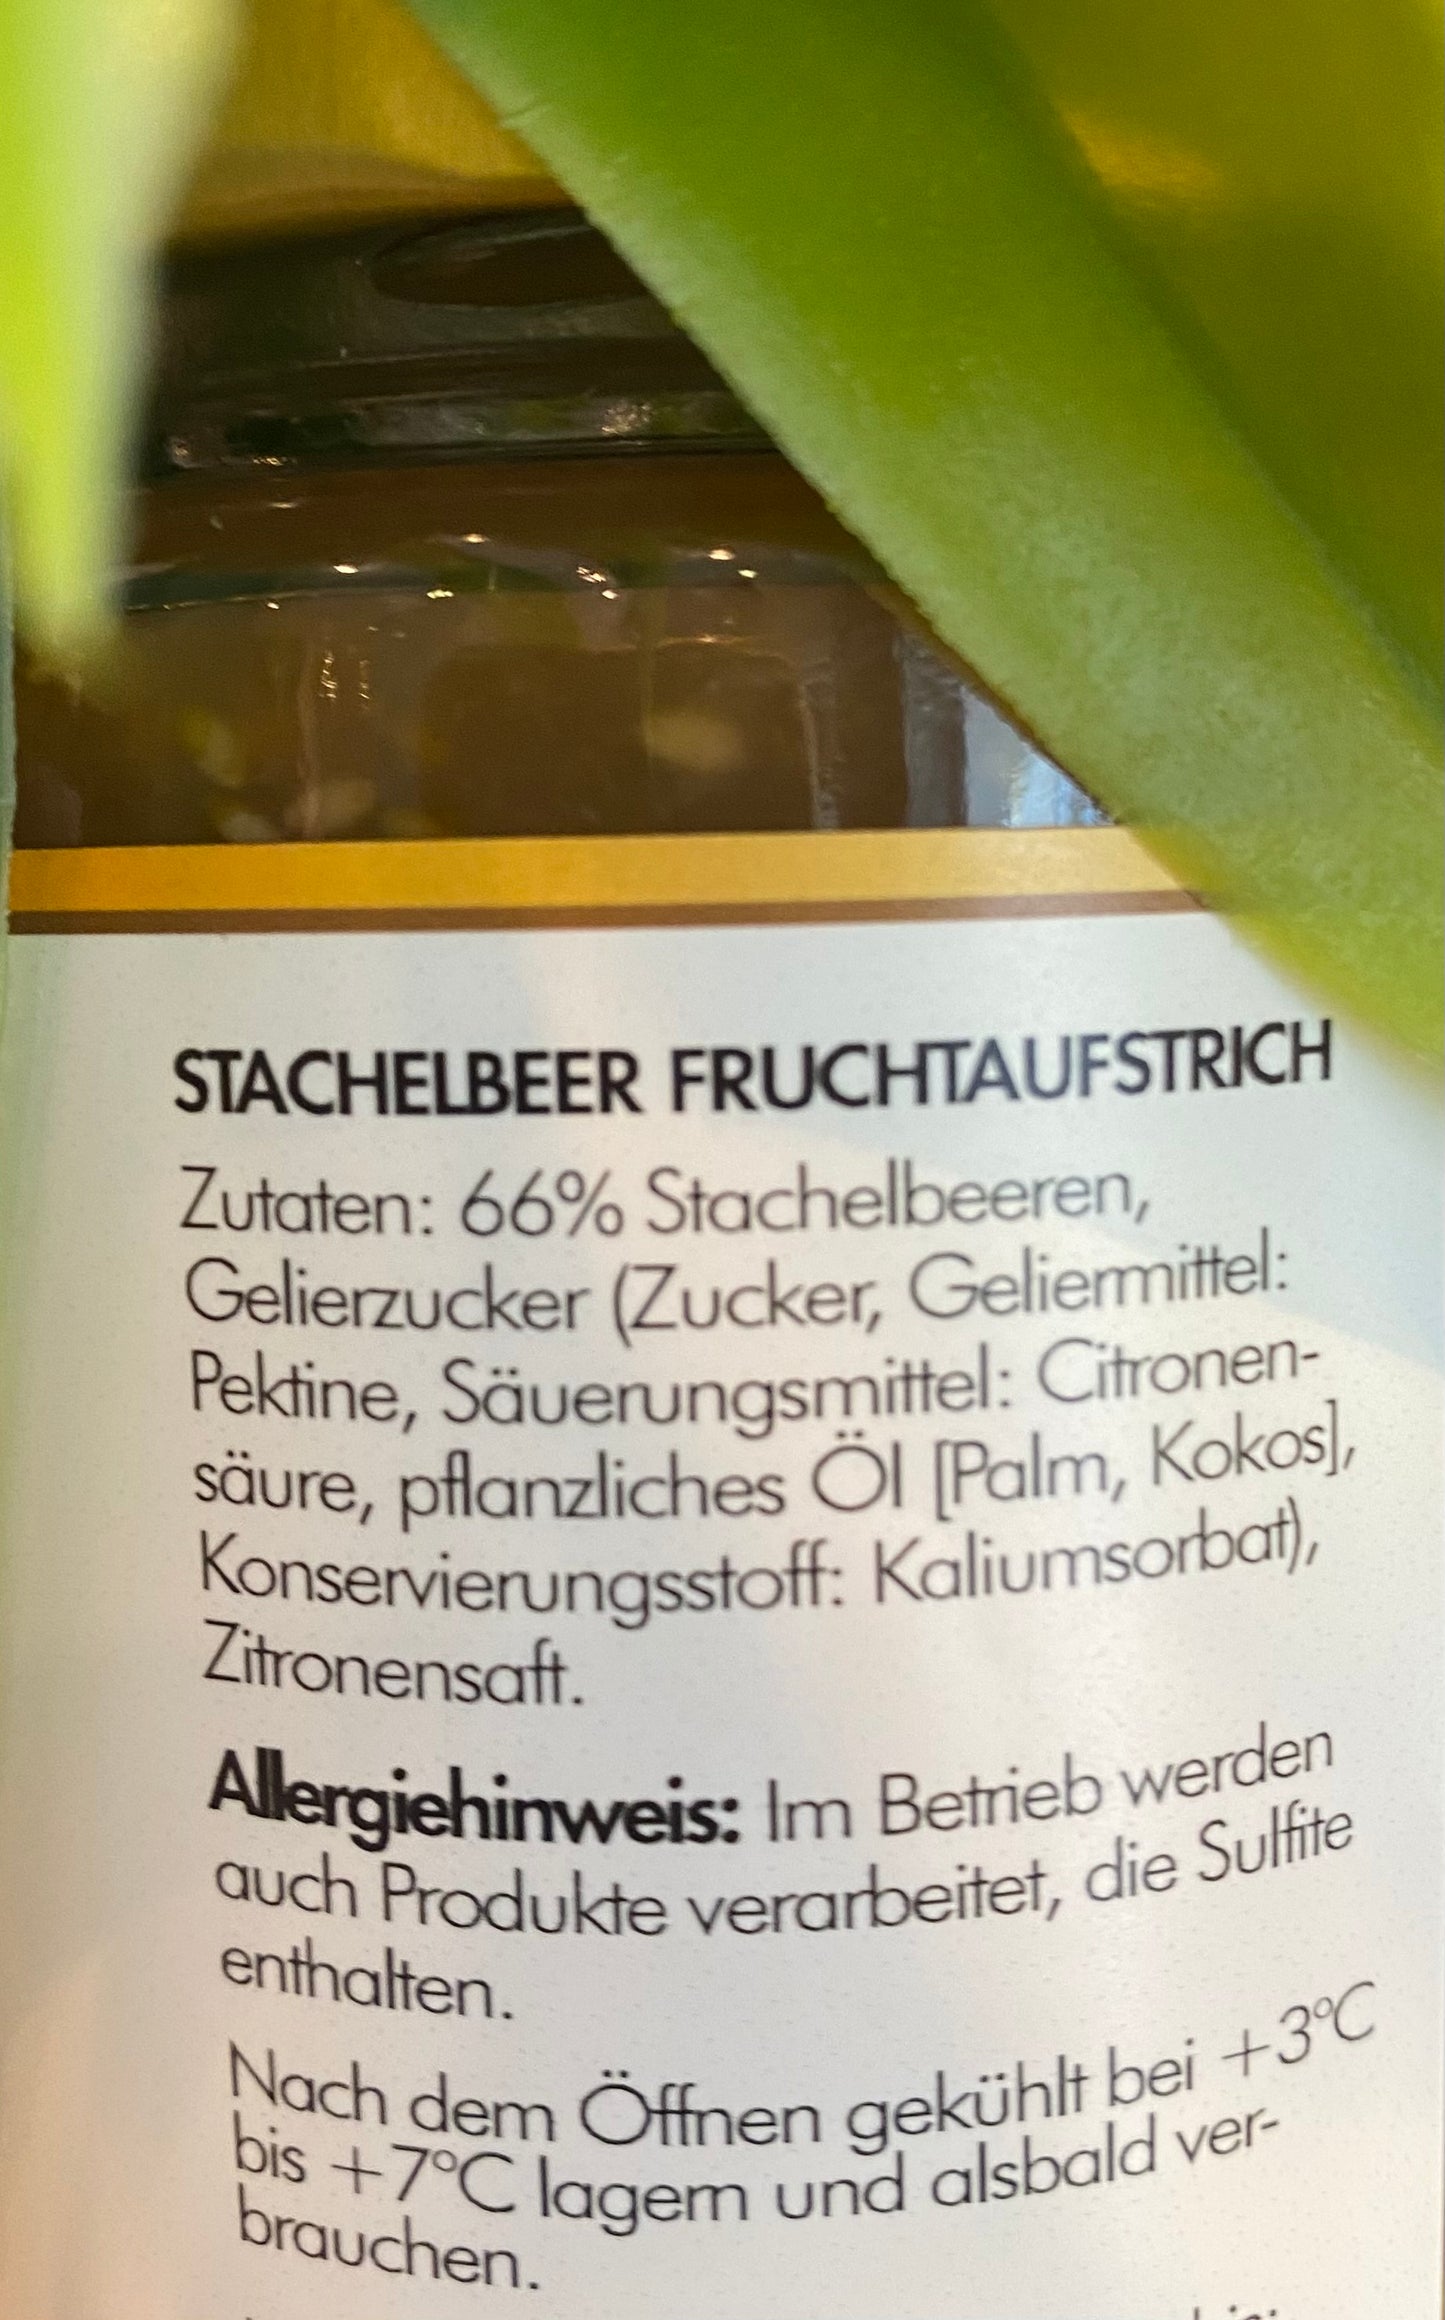 STACHELBEER FRUCHTAUFSTRICH
Zutaten: 66% Stachelbeeren,
Gelierzucker (Zucker, Geliermittel:
Pektine, Säuerungsmittel: Citronen-
säure, pflanzliches Öl [Palm, Kokos],
Konservierungsstoff: Kaliumsorbat),
Zitronensaft.
Allergiehinweis: Im Betrieb werden
auch Produkte verarbeitet, die Sulfite
enthalten.
Nach dem Öffnen gekühlt bei +3°C
bis +7°C lagern und alsbald ver-
brauchen.